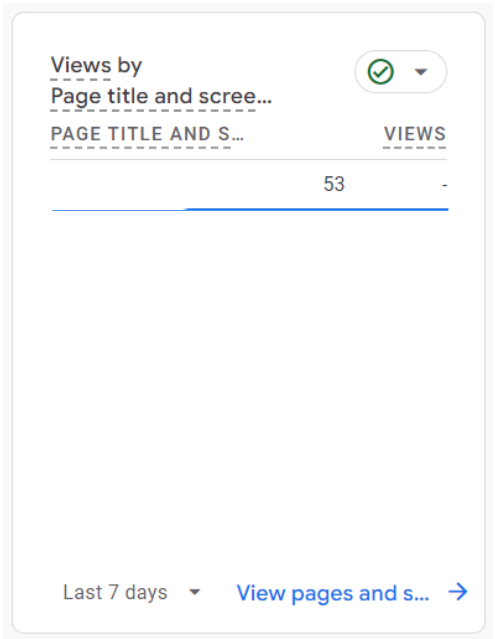 Views by
Page title and scree...
PAGE TITLE AND S... VIEWS
53 -
Last 7 days View pages and s...